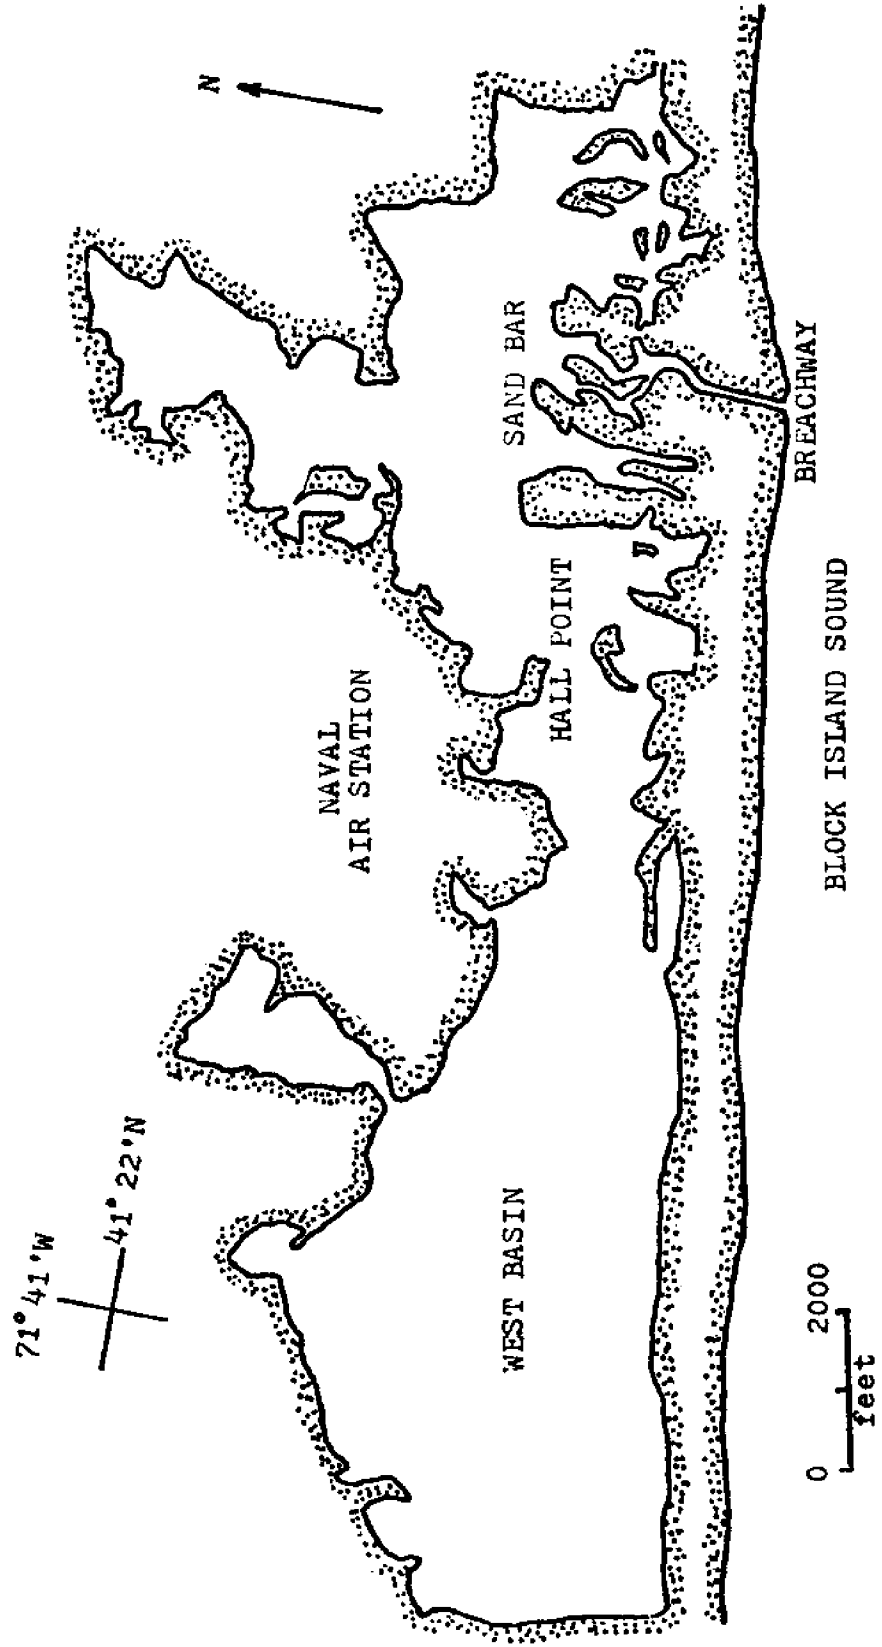 N
71° 41'W
41° 22'N
NAVAL
AIR STATION
SAND BAR
HALL POINT
WEST BASIN
BREACHWAY
BLOCK ISLAND SOUND
0 2000
feet